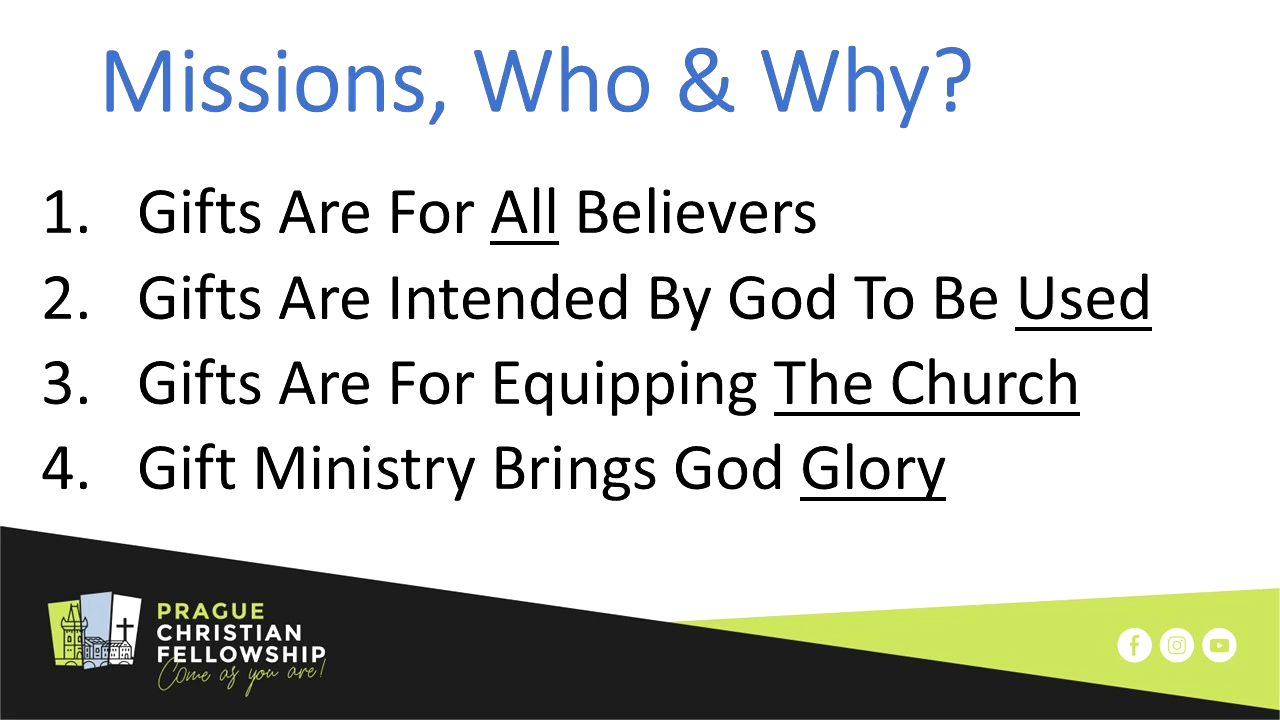 Missions, Who & Why?
1. Gifts Are For All Believers
2. Gifts Are Intended By God To Be Used
3. Gifts Are For Equipping The Church
4. Gift Ministry Brings God Glory
PRAGUE
CHRISTIAN
FELLOWSHIP
Come as you are!